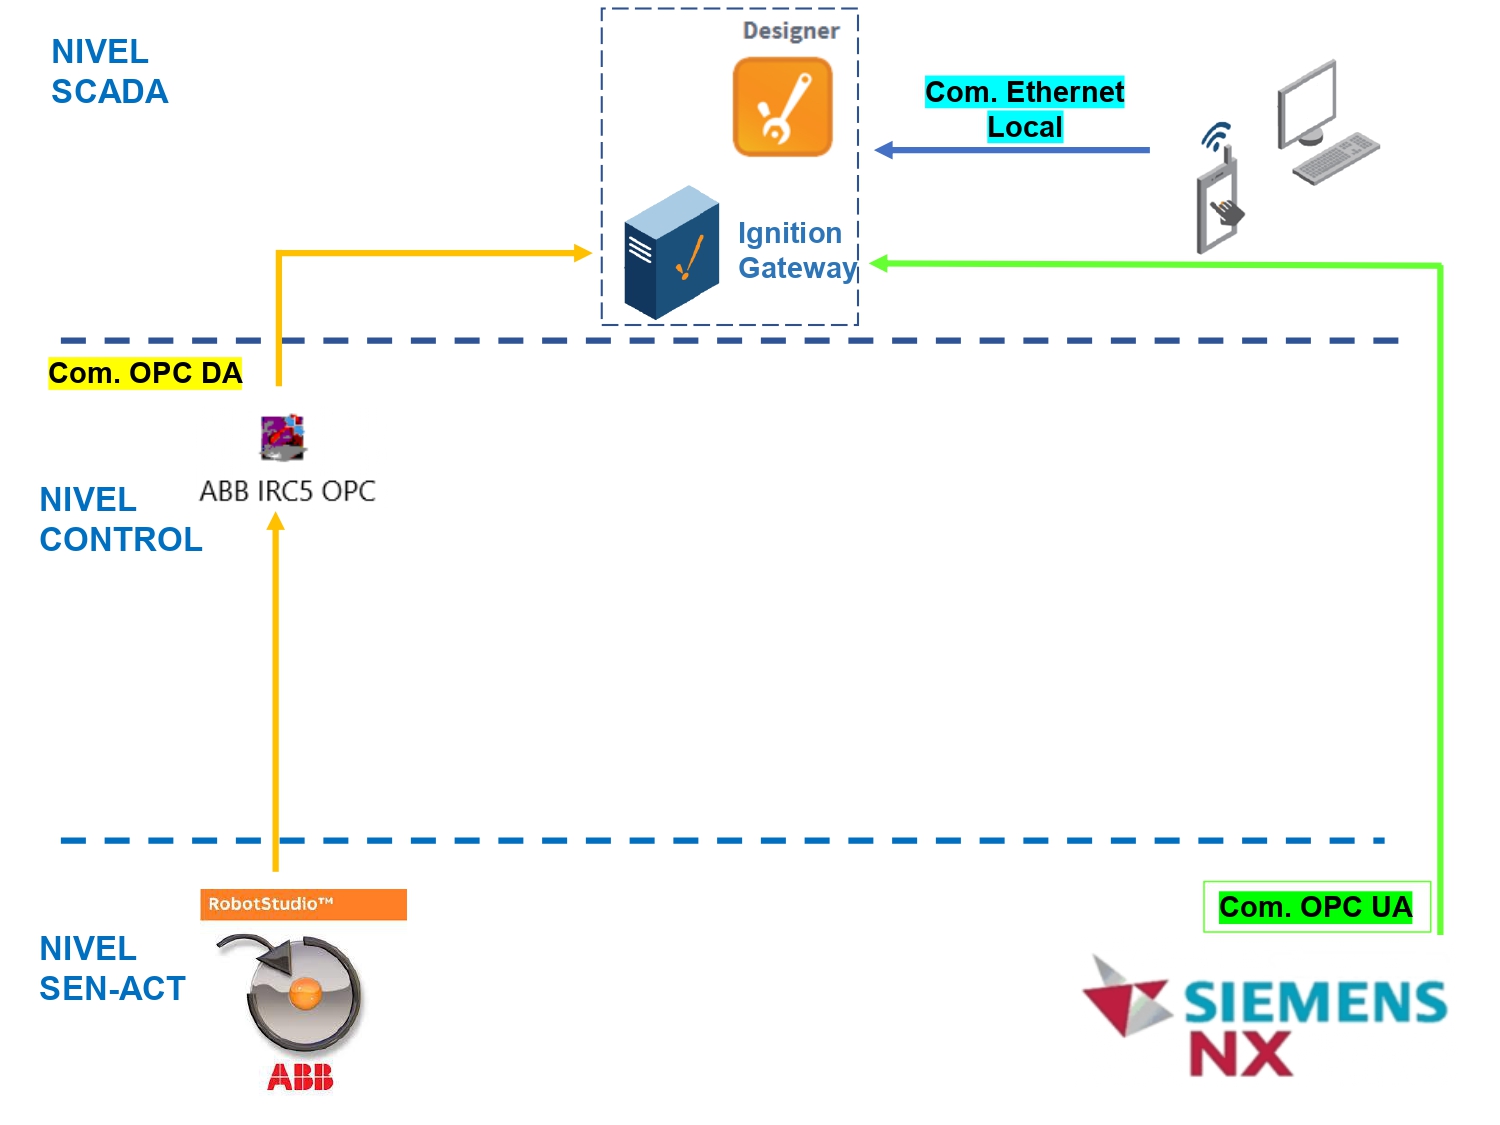 NIVEL
SCADA
Designer
Com. Ethernet
Local
Ignition
Gateway
Com. OPC DA
ABB IRC5 OPC
NIVEL
CONTROL
RobotStudio™
NIVEL
SEN-ACT
ABB
Com. OPC UA
SIEMENS
NX